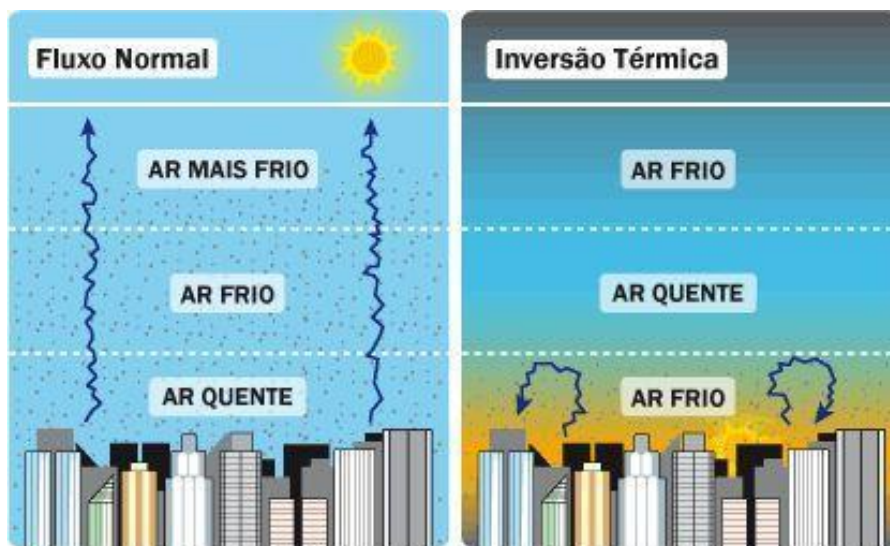 Fluxo Normal
AR MAIS FRIO
AR FRIO
AR QUENTE
Inversão Térmica
AR FRIO
AR QUENTE
AR FRIO